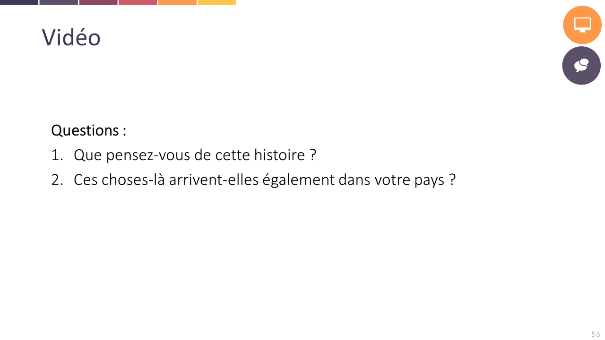 Vidéo
Questions :
1. Que pensez-vous de cette histoire ?
2. Ces choses-là arrivent-elles également dans votre pays ?
56